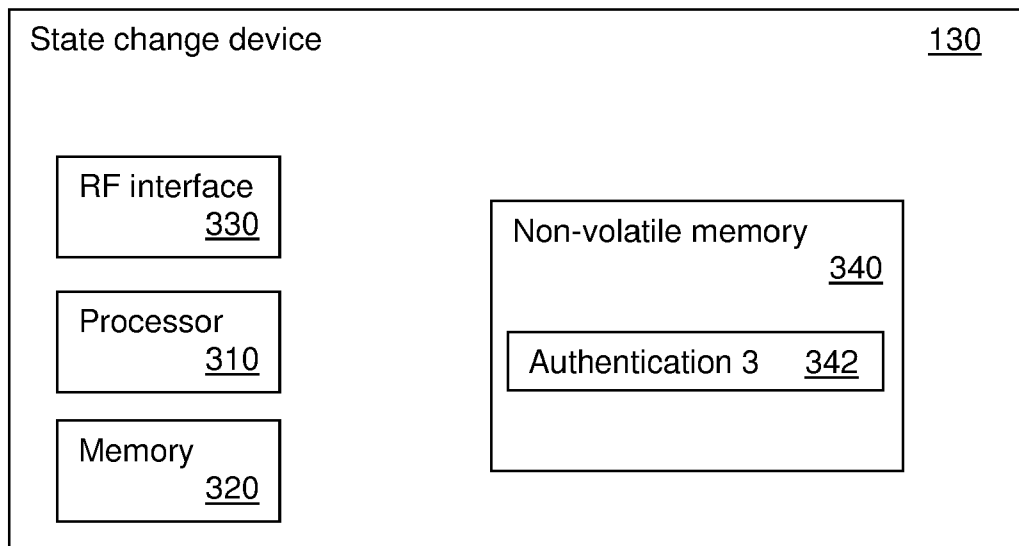 State change device 130
RF interface
330
Processor
310
Memory
320
Non-volatile memory
340
Authentication 3 342